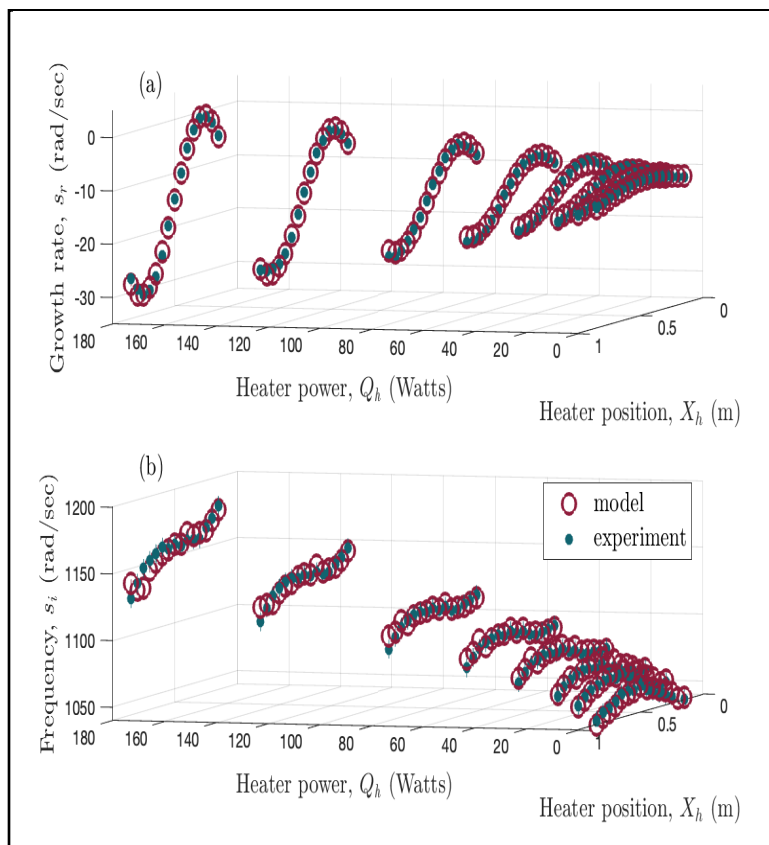 (a)
Growth rate, s_r (rad/sec)
0
-10
-20
-30
180 160 140 120 100 80 60 40 20 0
1 0.5 0
Heater power, Q_h (Watts)
Heater position, X_h (m)
(b)
Frequency, s_i (rad/sec)
1200
1150
1100
1050
180 160 140 120 100 80 60 40 20 0
1 0.5 0
model
experiment
Heater power, Q_h (Watts)
Heater position, X_h (m)